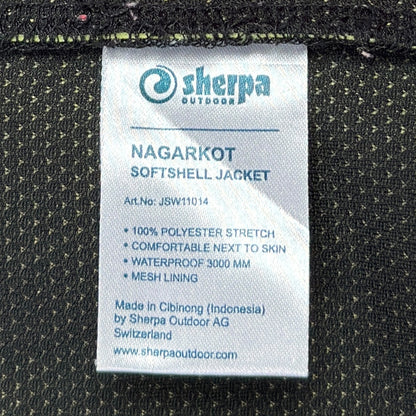 sherpa
OUTDOOR
NAGARKOT
SOFTSHELL JACKET
Art.No: JSW11014
• 100% POLYESTER STRETCH
• COMFORTABLE NEXT TO SKIN
• WATERPROOF 3000 MM
• MESH LINING
Made in Cibinong (Indonesia)
by Sherpa Outdoor AG
Switzerland
www.sherpaoutdoor.com